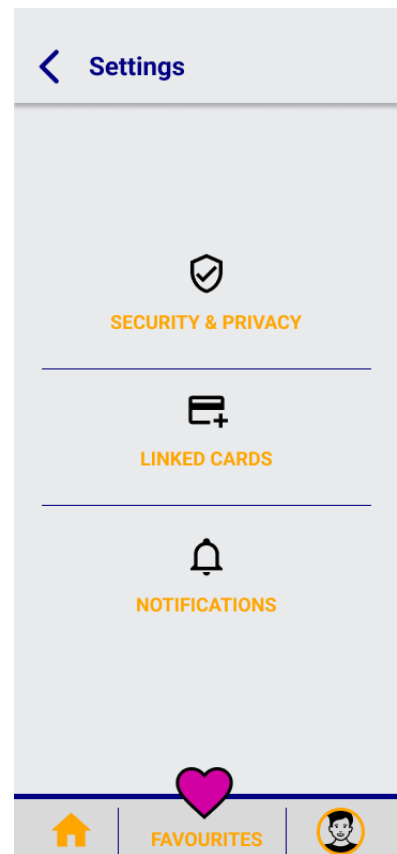 Settings
SECURITY & PRIVACY
LINKED CARDS
NOTIFICATIONS
FAVOURITES